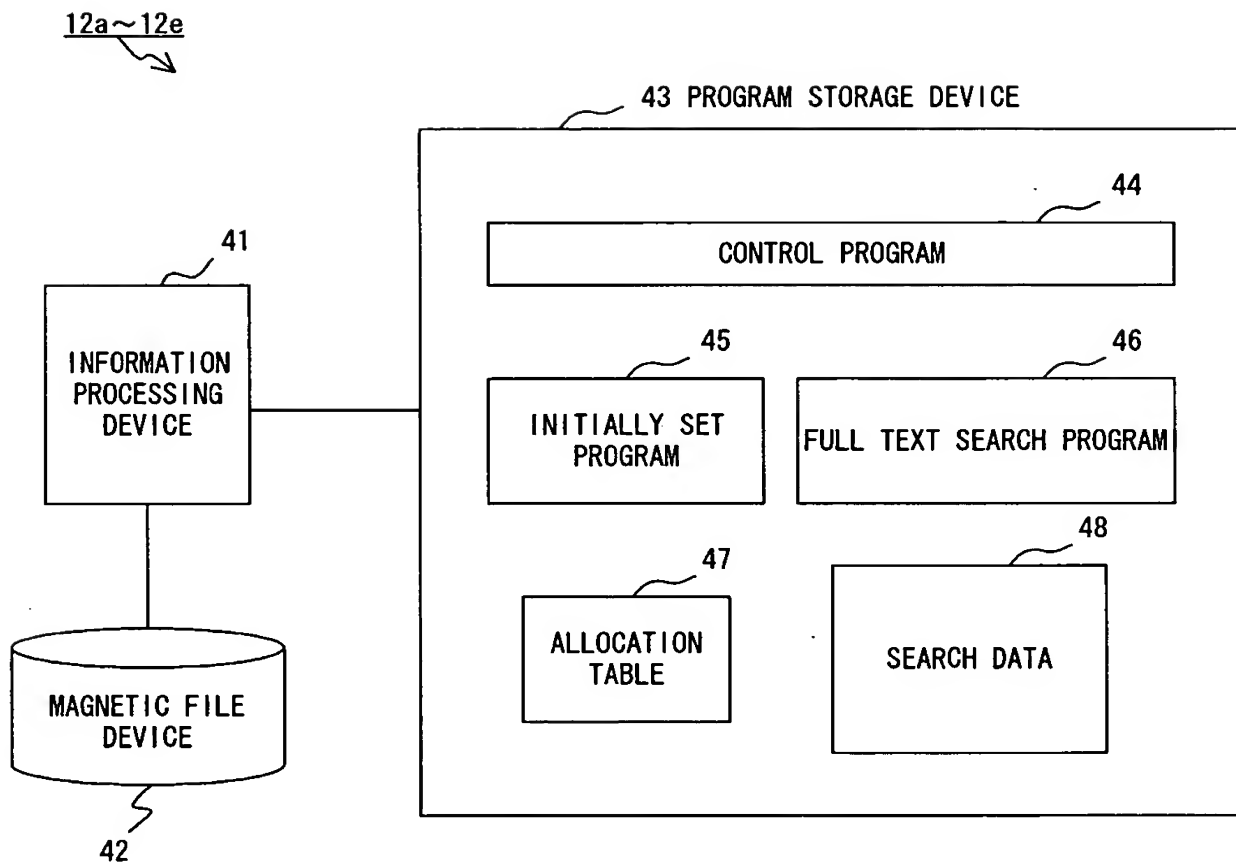 12a~12e
43 PROGRAM STORAGE DEVICE
44
CONTROL PROGRAM
41
INFORMATION
PROCESSING
DEVICE
45
INITIALLY SET
PROGRAM
46
FULL TEXT SEARCH PROGRAM
47
ALLOCATION
TABLE
48
SEARCH DATA
MAGNETIC FILE
DEVICE
42